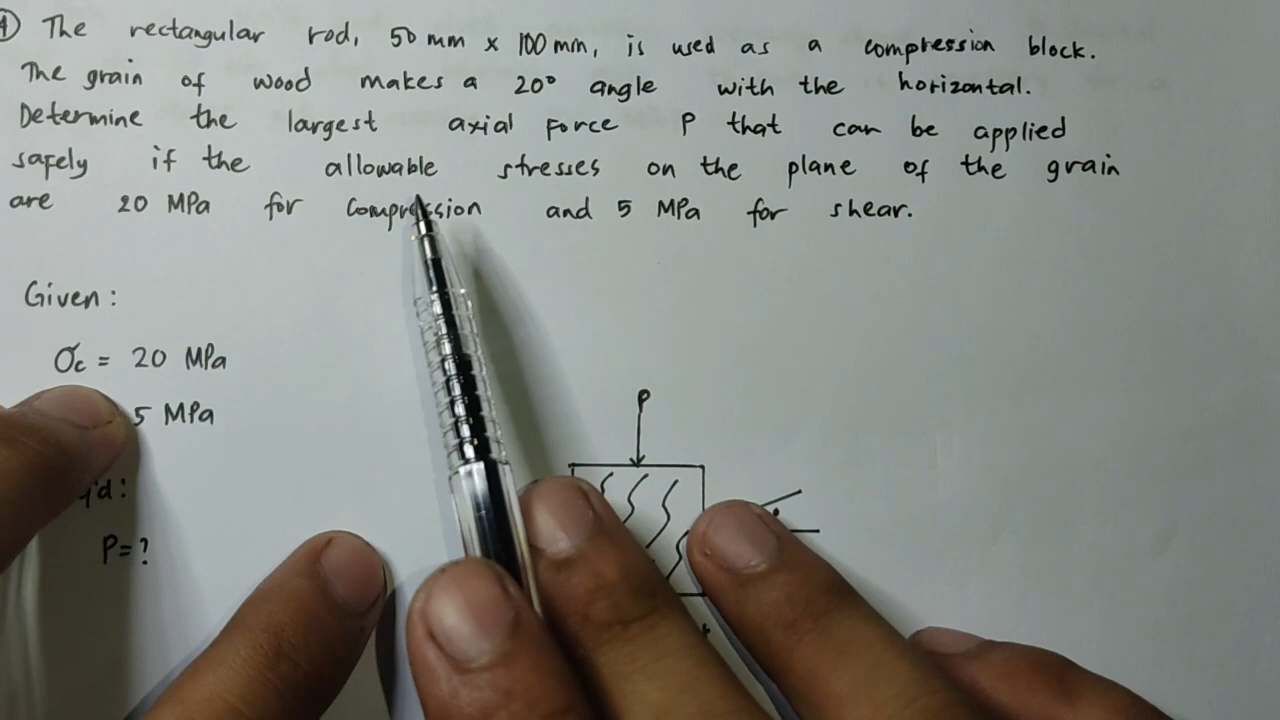 The rectangular rod, 50 mm x 100 mm, is used as a compression block.
The grain of wood makes a 20° angle with the horizontal.
Determine the largest axial force P that can be applied
safely if the allowable stresses on the plane of the grain
are 20 MPa for compression and 5 MPa for shear.
Given:
σc = 20 MPa
5 MPa
P = ?
P